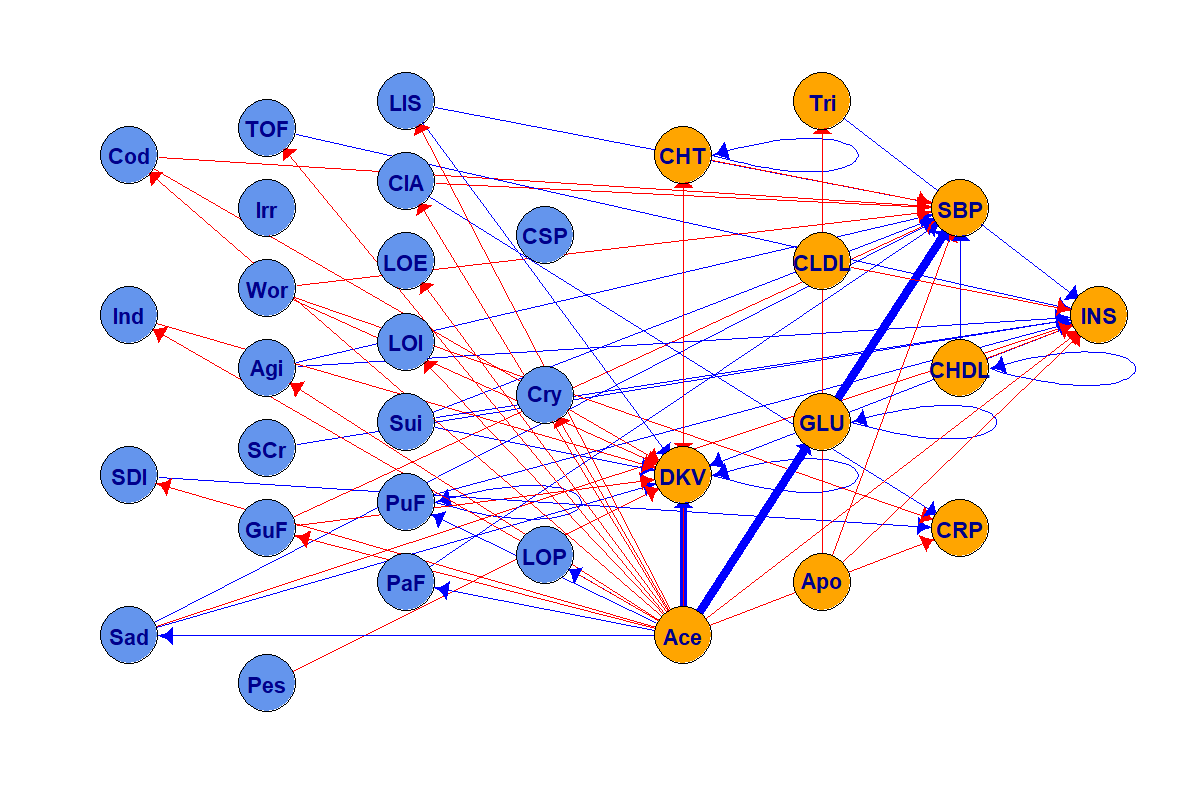 LIS
Tri
TOF
Cod
CHT
CIA
Irr
SBP
CSP
LOE
CLDL
Wor
Ind
INS
LOI
Agi
CHDL
Cry
Sui
GLU
SCr
SDI
DKV
PuF
GuF
CRP
LOP
PaF
Apo
Sad
Ace
Pes